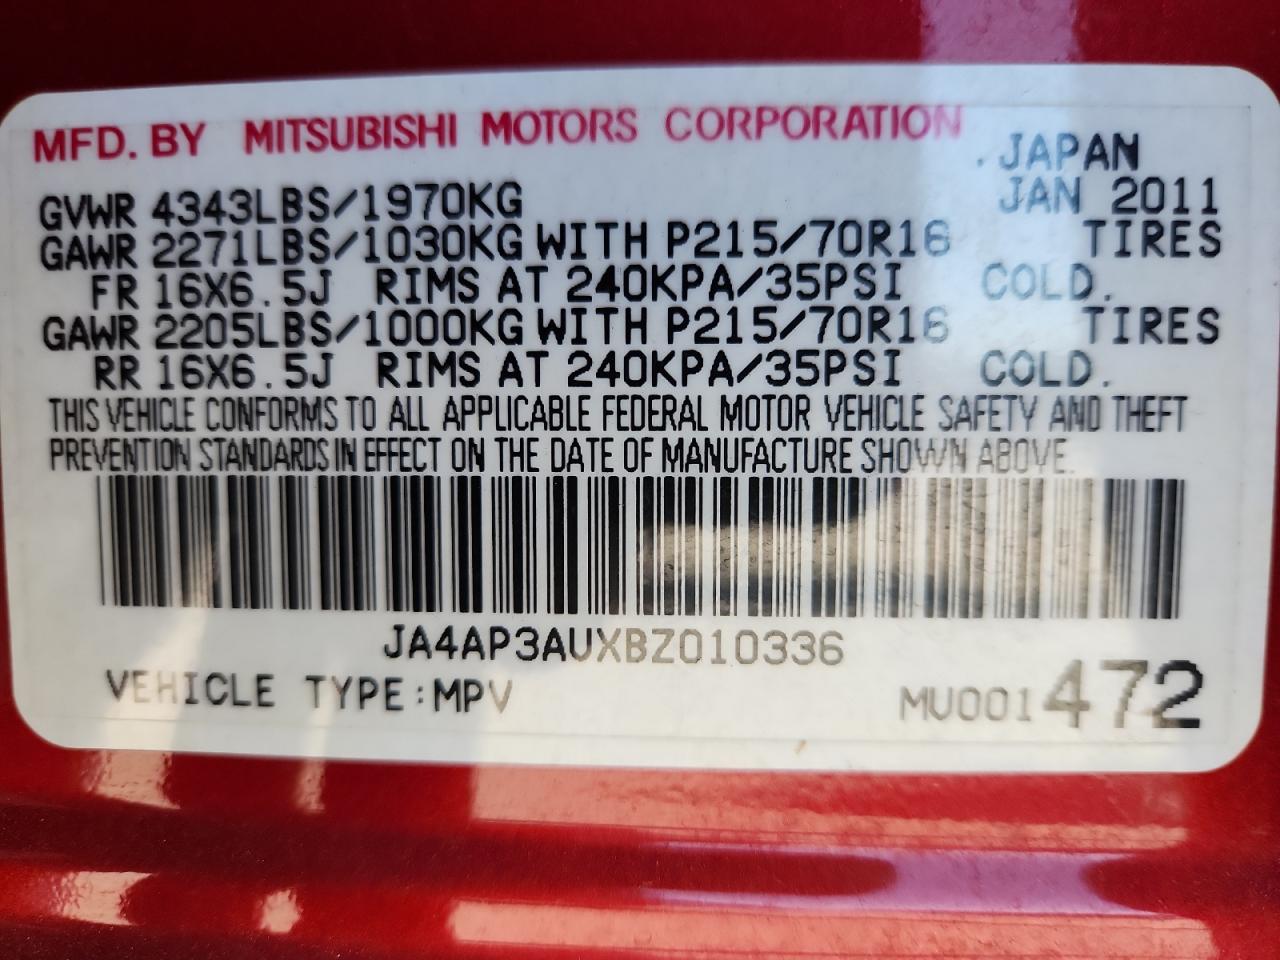 MFD. BY MITSUBISHI MOTORS CORPORATION
. JAPAN
GVWR 4343LBS/1970KG JAN 2011
GAWR 2271LBS/1030KG WITH P215/70R16 TIRES
FR 16X6.5J RIMS AT 240KPA/35PSI COLD.
GAWR 2205LBS/1000KG WITH P215/70R16 TIRES
RR 16X6.5J RIMS AT 240KPA/35PSI COLD.
THIS VEHICLE CONFORMS TO ALL APPLICABLE FEDERAL MOTOR VEHICLE SAFETY AND THEFT
PREVENTION STANDARDS IN EFFECT ON THE DATE OF MANUFACTURE SHOWN ABOVE.
JA4AP3AUXBZ010336
VEHICLE TYPE:MPV MU001472